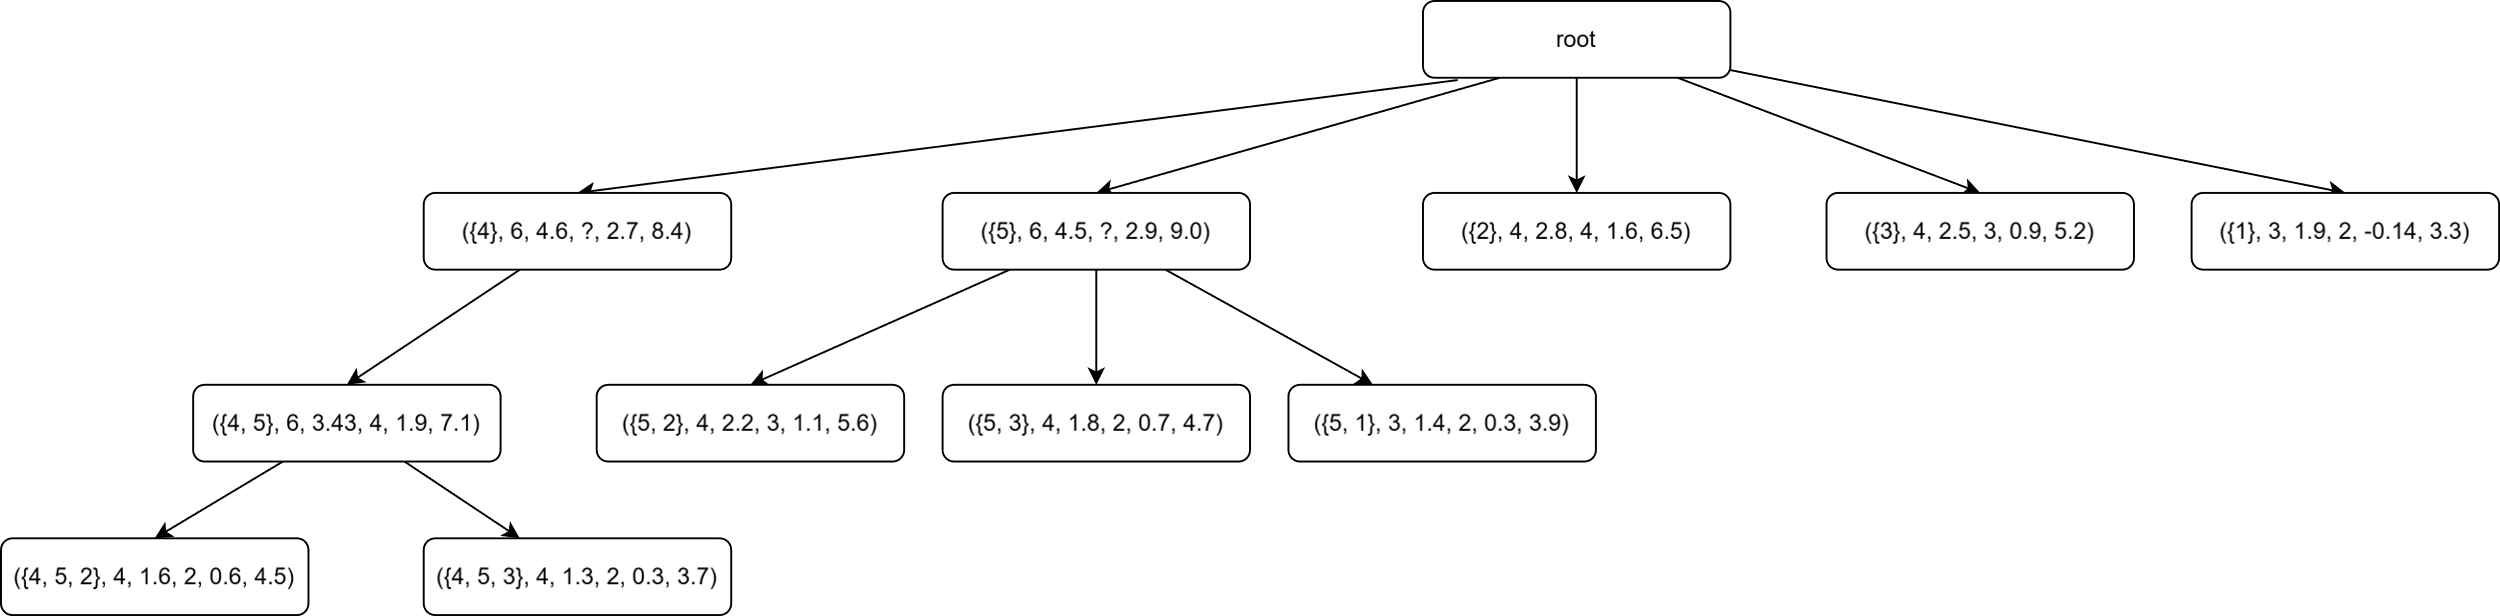 root
({4}, 6, 4.6, ?, 2.7, 8.4)
({5}, 6, 4.5, ?, 2.9, 9.0)
({2}, 4, 2.8, 4, 1.6, 6.5)
({3}, 4, 2.5, 3, 0.9, 5.2)
({1}, 3, 1.9, 2, -0.14, 3.3)
({4, 5}, 6, 3.43, 4, 1.9, 7.1)
({5, 2}, 4, 2.2, 3, 1.1, 5.6)
({5, 3}, 4, 1.8, 2, 0.7, 4.7)
({5, 1}, 3, 1.4, 2, 0.3, 3.9)
({4, 5, 2}, 4, 1.6, 2, 0.6, 4.5)
({4, 5, 3}, 4, 1.3, 2, 0.3, 3.7)